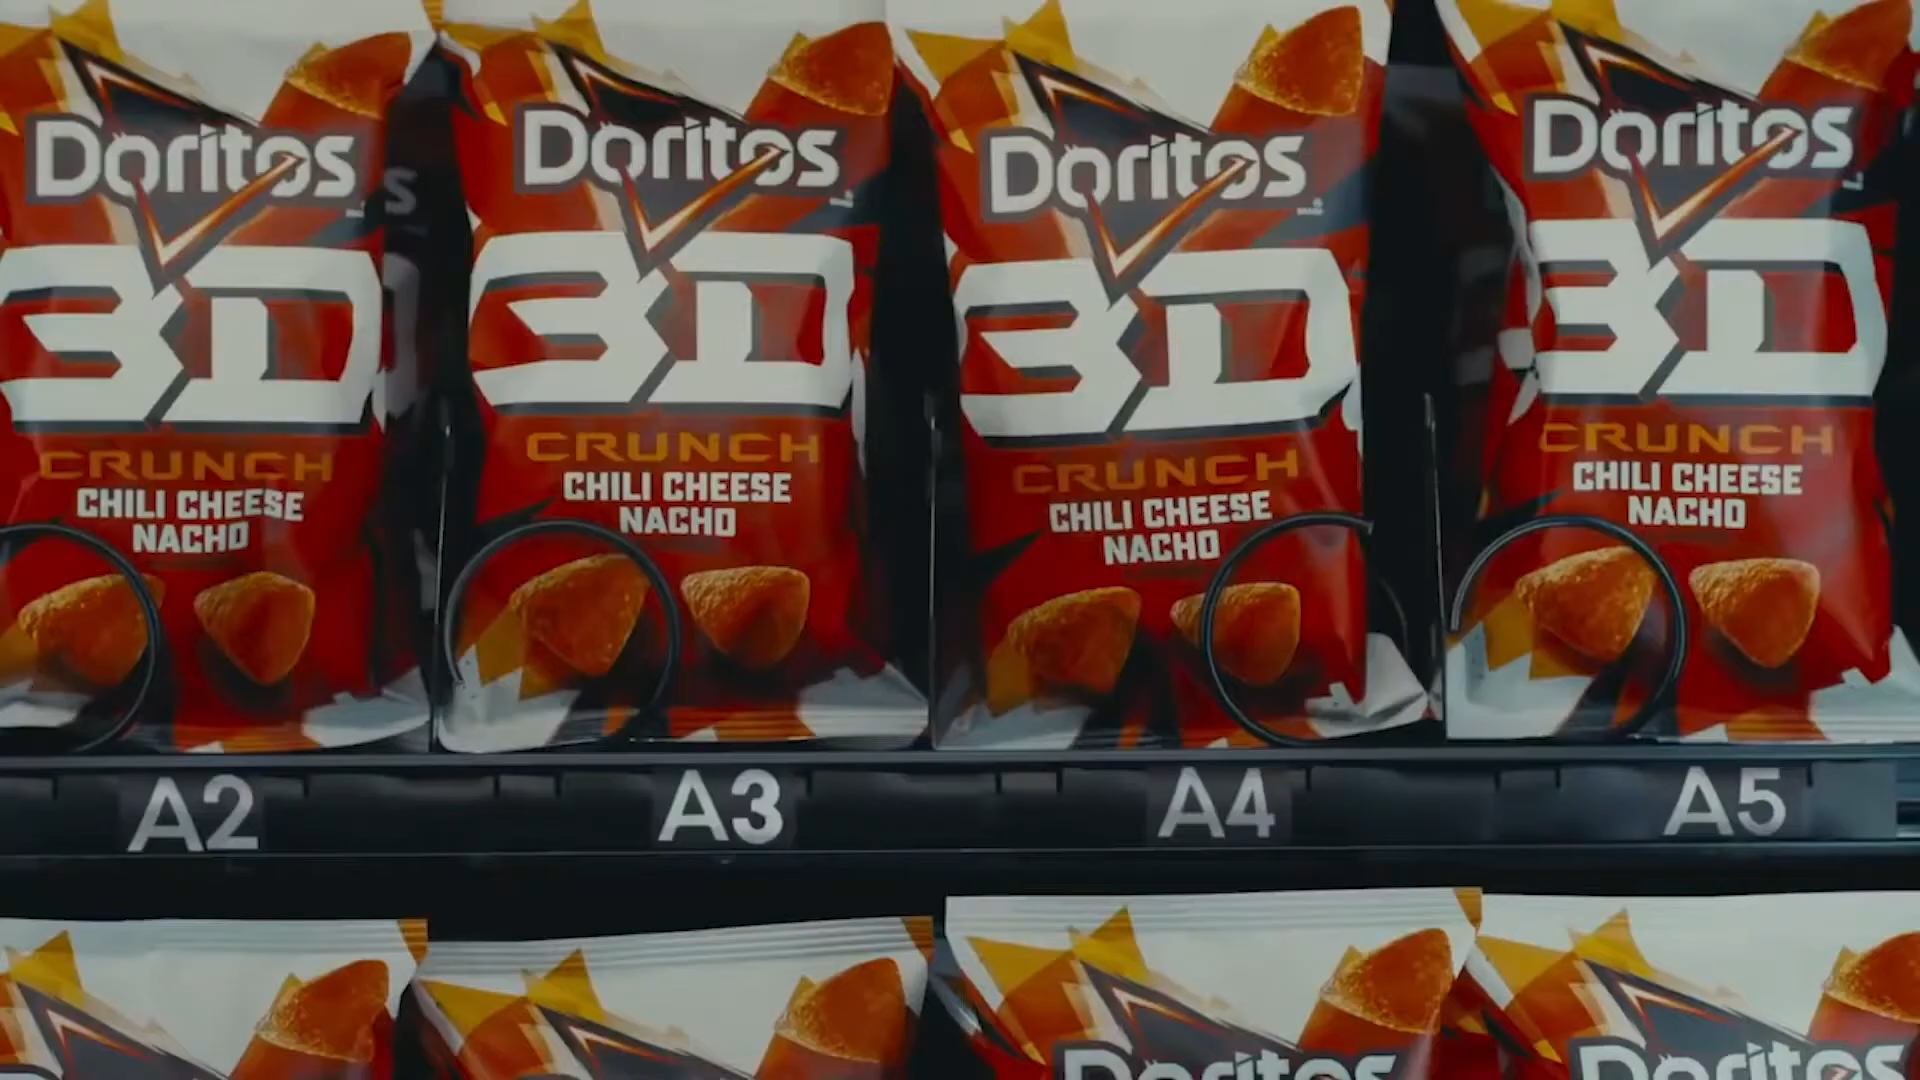 Doritos
3D
CRUNCH
CHILI CHEESE
NACHO
Doritos
3D
CRUNCH
CHILI CHEESE
NACHO
Doritos
3D
CRUNCH
CHILI CHEESE
NACHO
Doritos
3D
CRUNCH
CHILI CHEESE
NACHO
A2 A3 A4 A5
Doritos Doritos